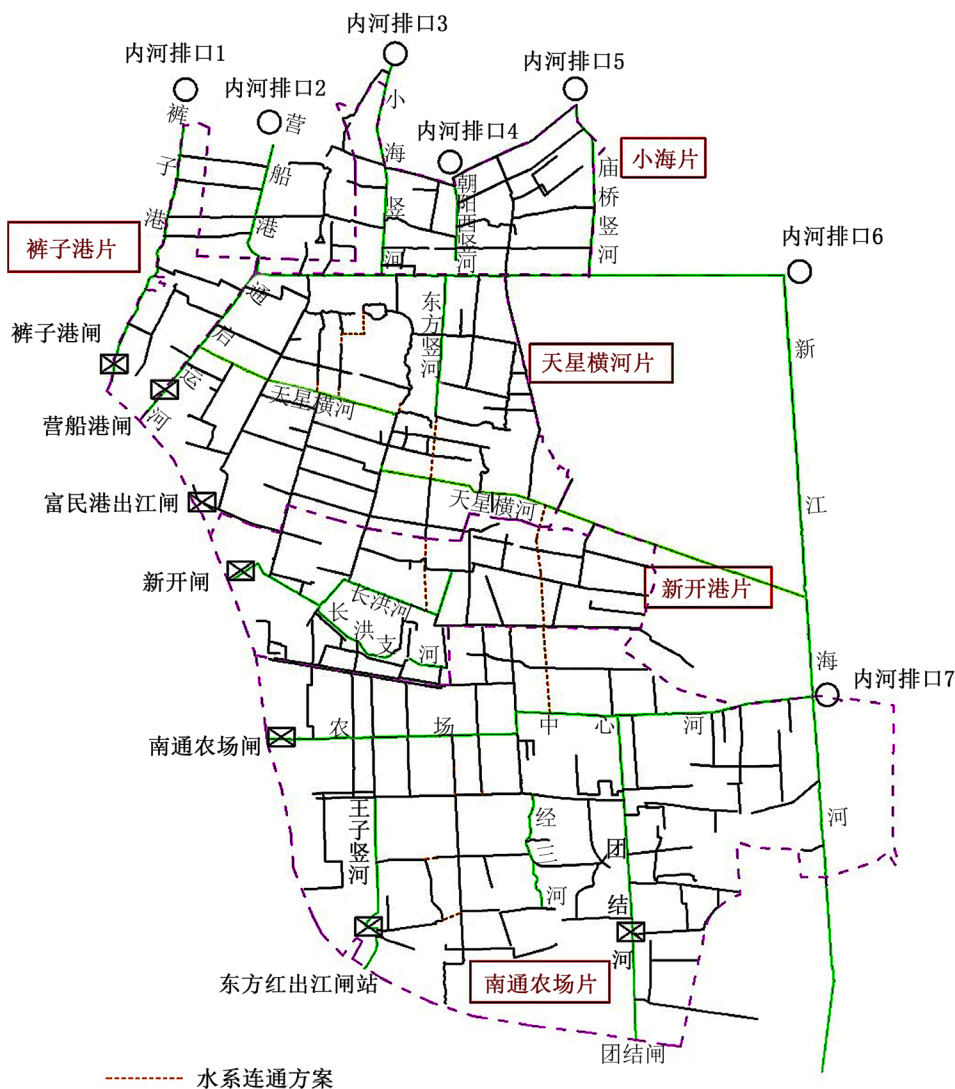 内河排口3
内河排口1
内河排口5
内河排口2
内河排口4
裤子港
营船港
小海竖河
朝阳西竖河
庙桥竖河
小海片
裤子港片
内河排口6
通启运河
东方竖河
新江海河
裤子港闸
天星横河片
天星横河
营船港闸
富民港出江闸
天星横河
新开闸
新开港片
长洪河
长洪支河
内河排口7
南通农场闸
农场中心河
王子竖河
经三河
团结河
东方红出江闸站
南通农场片
团结闸
水系连通方案